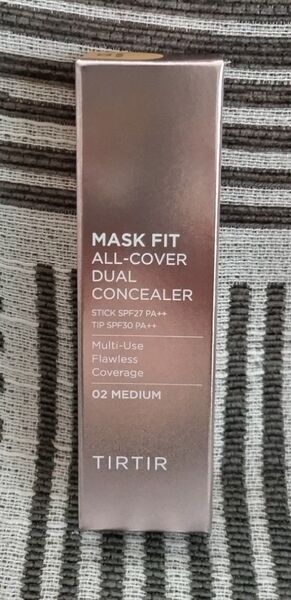 MASK FIT
ALL-COVER
DUAL
CONCEALER
STICK SPF27 PA++
TIP SPF30 PA++
Multi-Use
Flawless
Coverage
02 MEDIUM
TIRTIR